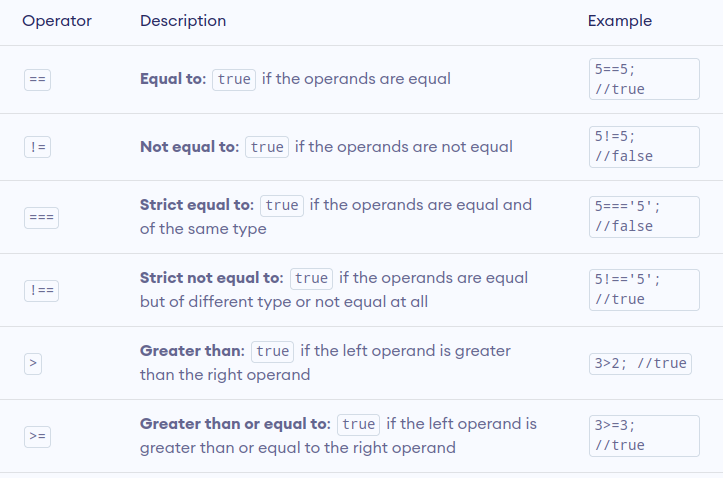 Operator Description Example
== Equal to: true if the operands are equal 5==5;
//true
!= Not equal to: true if the operands are not equal 5!=5;
//false
=== Strict equal to: true if the operands are equal and
of the same type
5==='5';
//false
!== Strict not equal to: true if the operands are equal
but of different type or not equal at all
5!=='5';
//true
> Greater than: true if the left operand is greater
than the right operand
3>2; //true
>= Greater than or equal to: true if the left operand is
greater than or equal to the right operand
3>=3;
//true